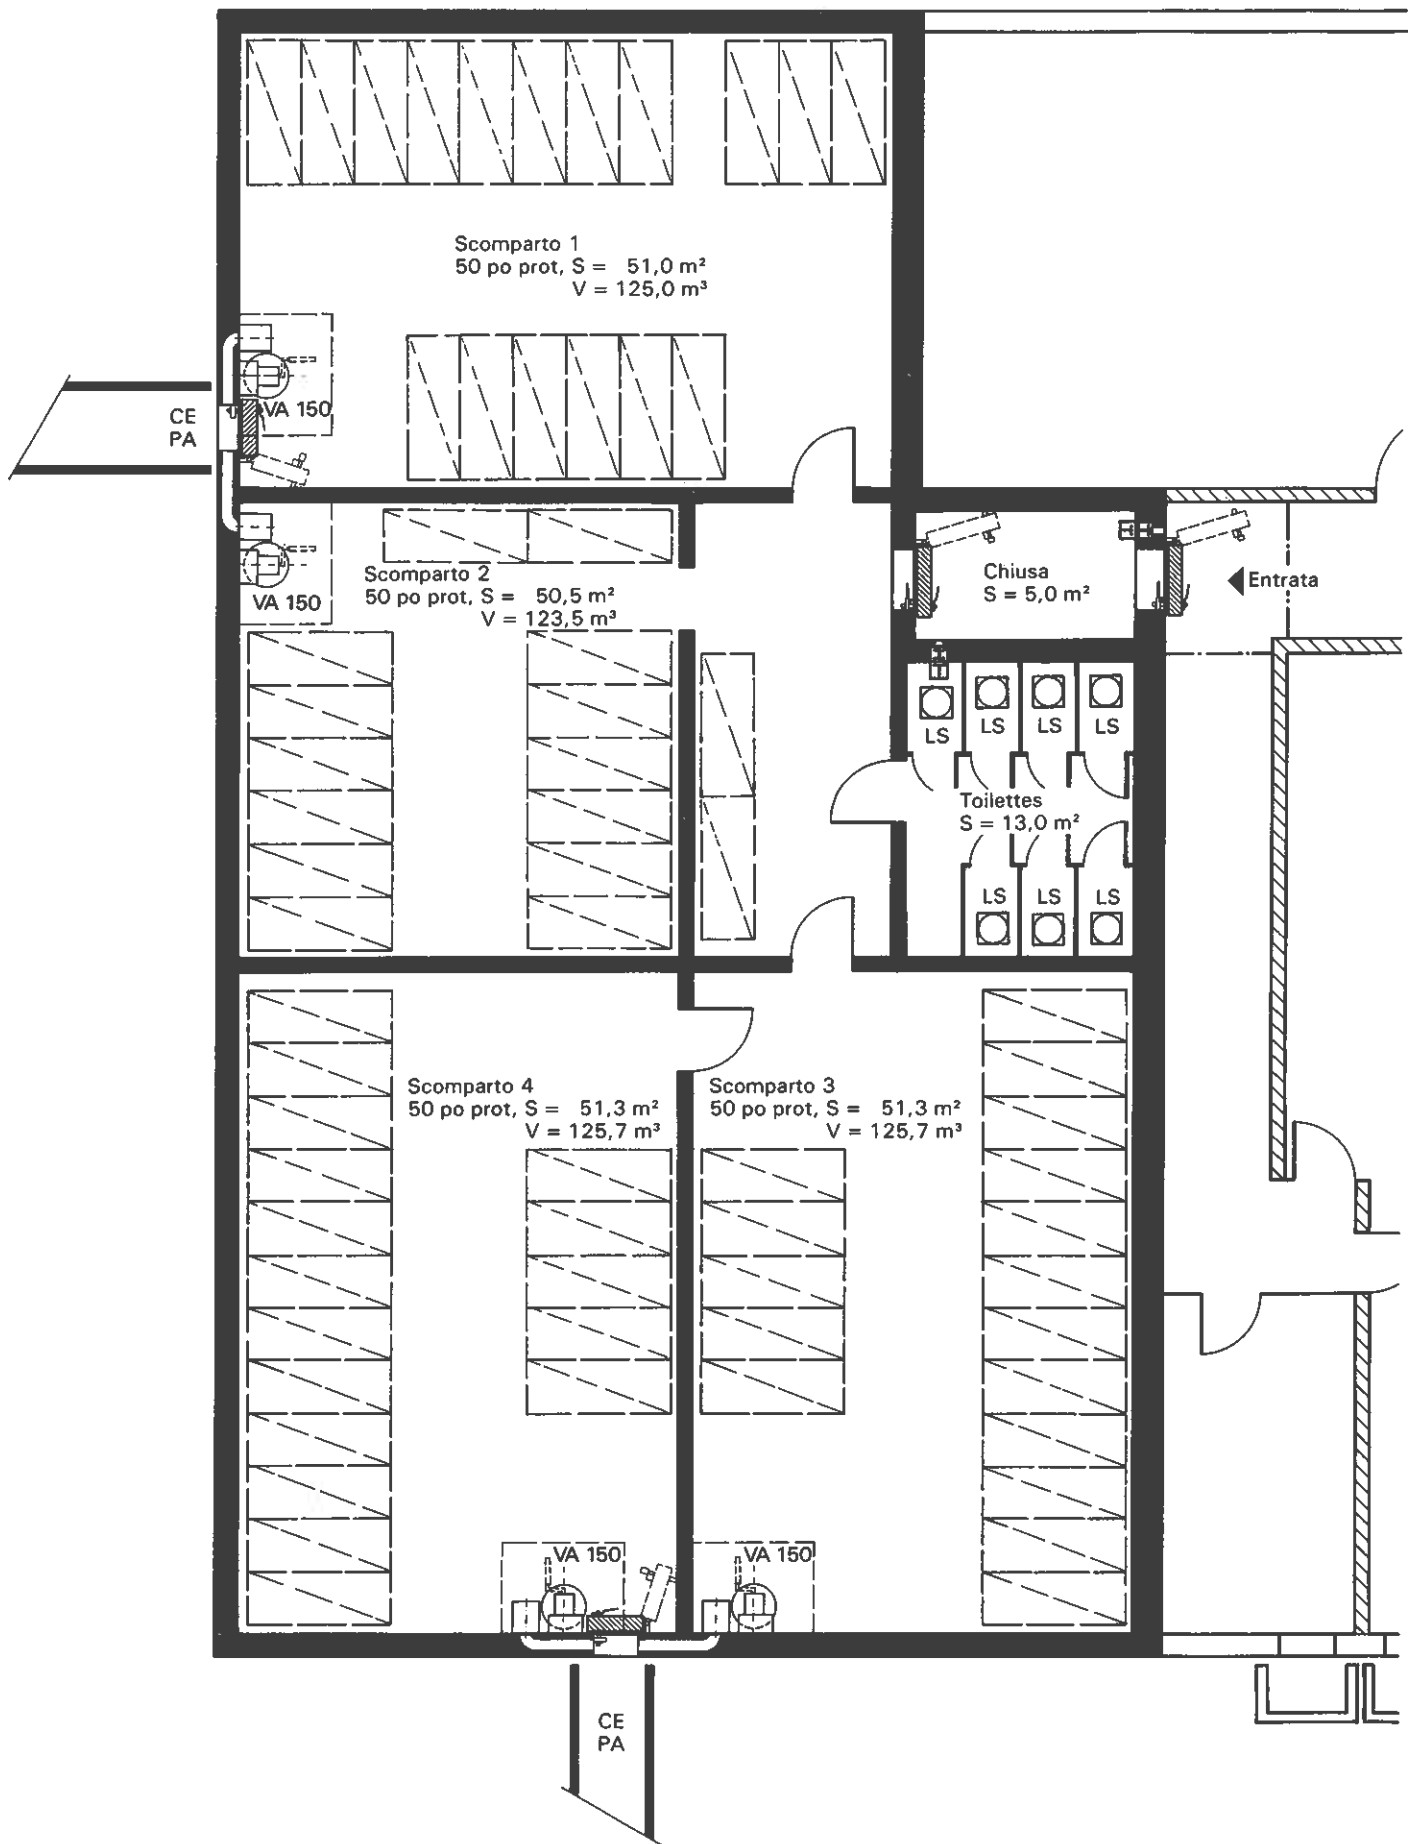 Scomparto 1
50 po prot, S = 51,0 m²
V = 125,0 m³
CE
PA
VA 150
Scomparto 2
50 po prot, S = 50,5 m²
V = 123,5 m³
VA 150
Chiusa
S = 5,0 m²
Entrata
LS
LS
LS
LS
Toilettes
S = 13,0 m²
LS
LS
LS
Scomparto 4
50 po prot, S = 51,3 m²
V = 125,7 m³
Scomparto 3
50 po prot, S = 51,3 m²
V = 125,7 m³
VA 150
VA 150
CE
PA